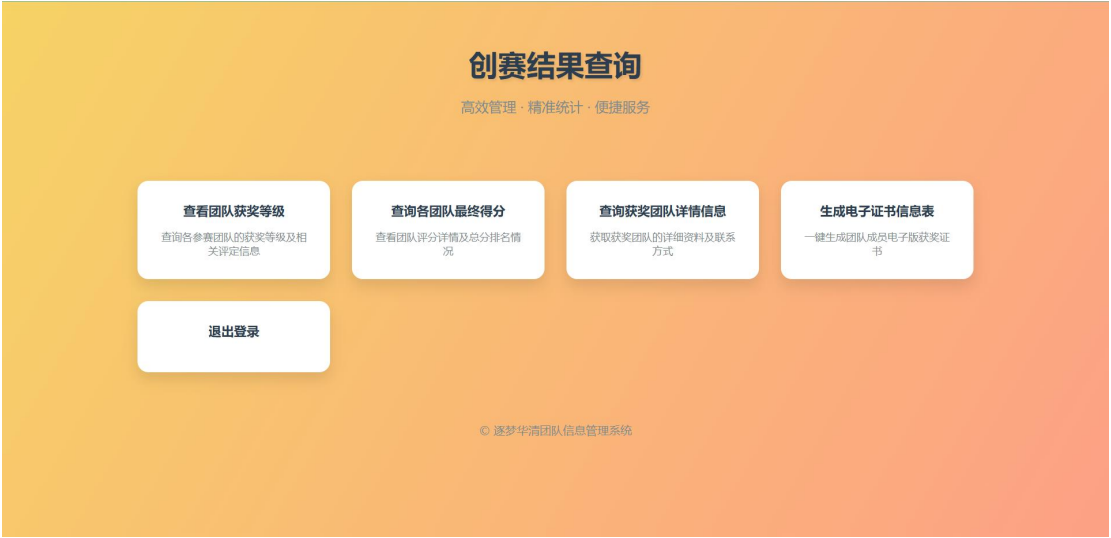 创赛结果查询
高效管理 · 精准统计 · 便捷服务
查看团队获奖等级
查询各参赛团队的获奖等级及相
关评定信息
查询各团队最终得分
查看团队评分详情及总分排名情
况
查询获奖团队详情信息
获取获奖团队的详细资料及联系
方式
生成电子证书信息表
一键生成团队成员电子版获奖证
书
退出登录
© 逐梦华清团队信息管理系统